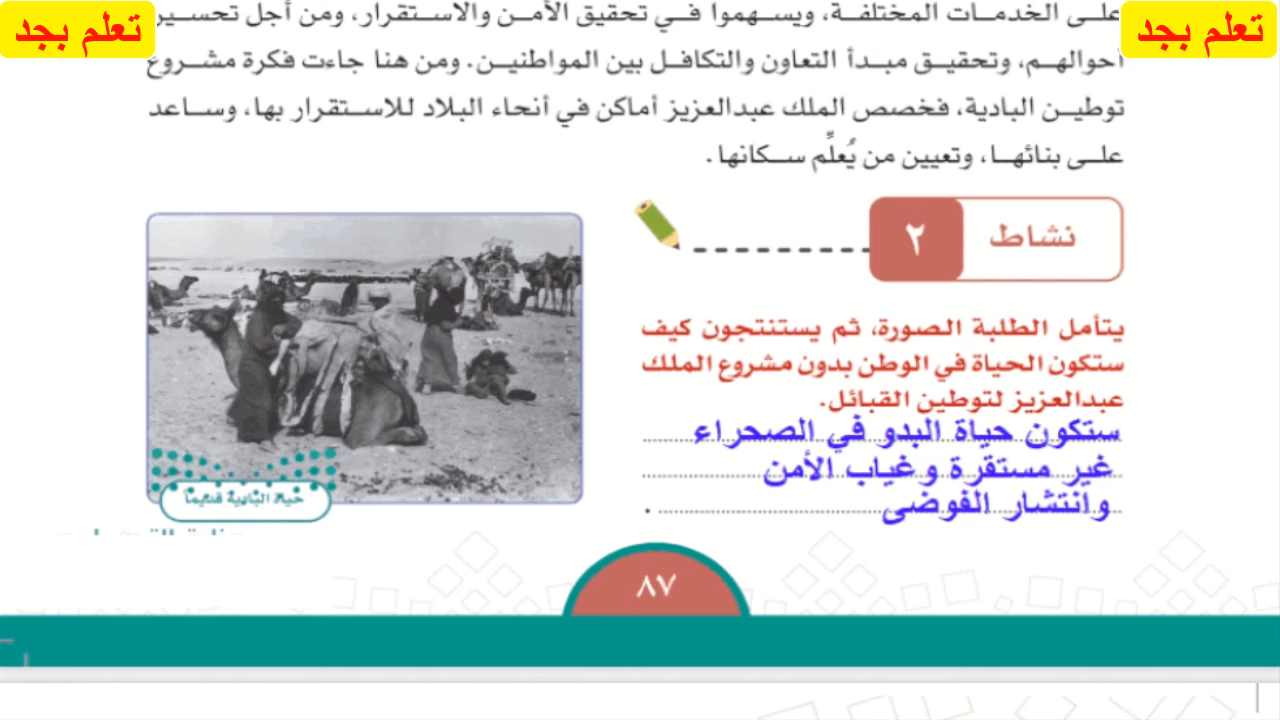 تعلم بجد
تعلم بجد
على الخدمات المختلفة، ويسهموا في تحقيق الأمن والاستقرار، ومن أجل تحسين
أحوالهم، وتحقيق مبدأ التعاون والتكافل بين المواطنين. ومن هنا جاءت فكرة مشروع
توطين البادية، فخصص الملك عبدالعزيز أماكن في أنحاء البلاد للاستقرار بها، وساعد
على بنائها، وتعيين من يُعلِّم سكانها.
نشاط ٢
يتأمل الطلبة الصورة، ثم يستنتجون كيف
ستكون الحياة في الوطن بدون مشروع الملك
عبدالعزيز لتوطين القبائل.
ستكون حياة البدو في الصحراء
غير مستقرة وغياب الأمن
وانتشار الفوضى
حياة البادية قديمًا
٨٧